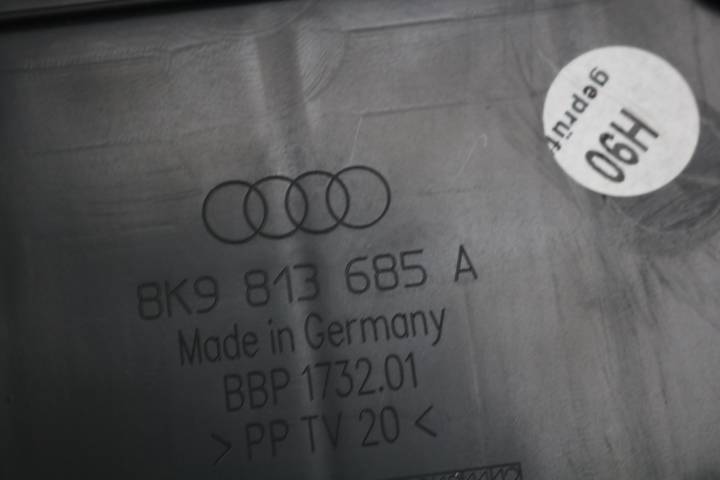 geprüft
H90
8K9 813 685 A
Made in Germany
BBP 1732.01
>PP TV 20<